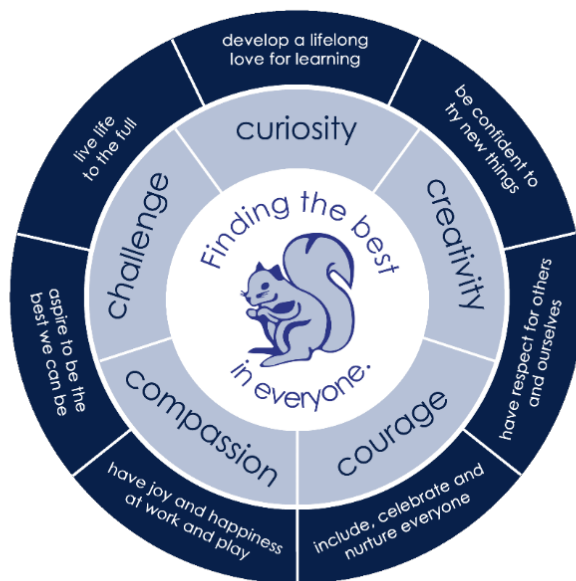 develop a lifelong
love for learning
be confident to
try new things
have respect for others
and ourselves
include, celebrate and
nurture everyone
have joy and happiness
at work and play
aspire to be the
best we can be
live life
to the full
curiosity
creativity
courage
compassion
challenge
Finding the best
in everyone.